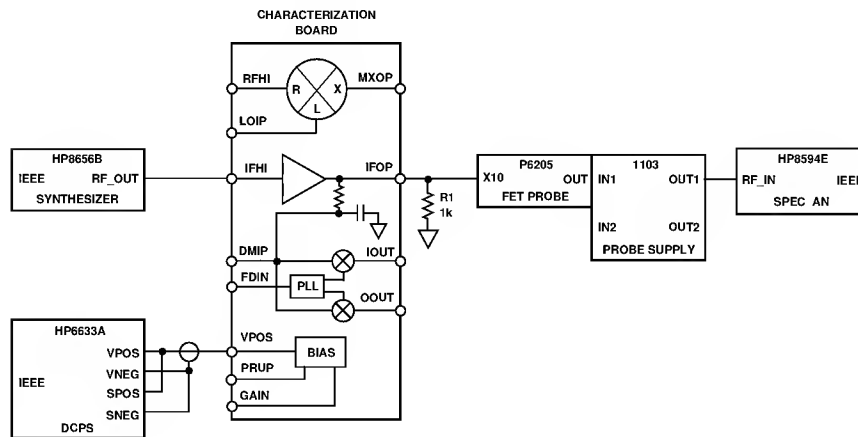 CHARACTERIZATION
BOARD
RFHI
MXOP
R
X
L
LOIP
HP8656B
IEEE
RF_OUT
SYNTHESIZER
IFHI
IFOP
R1
1k
P6205
X10
OUT
FET PROBE
1103
IN1
OUT1
IN2
OUT2
PROBE SUPPLY
HP8594E
RF_IN
IEEE
SPEC AN
DMIP
IOUT
FDIN
PLL
OOUT
HP6633A
VPOS
VNEG
IEEE
SPOS
SNEG
DCPS
VPOS
BIAS
PRUP
GAIN